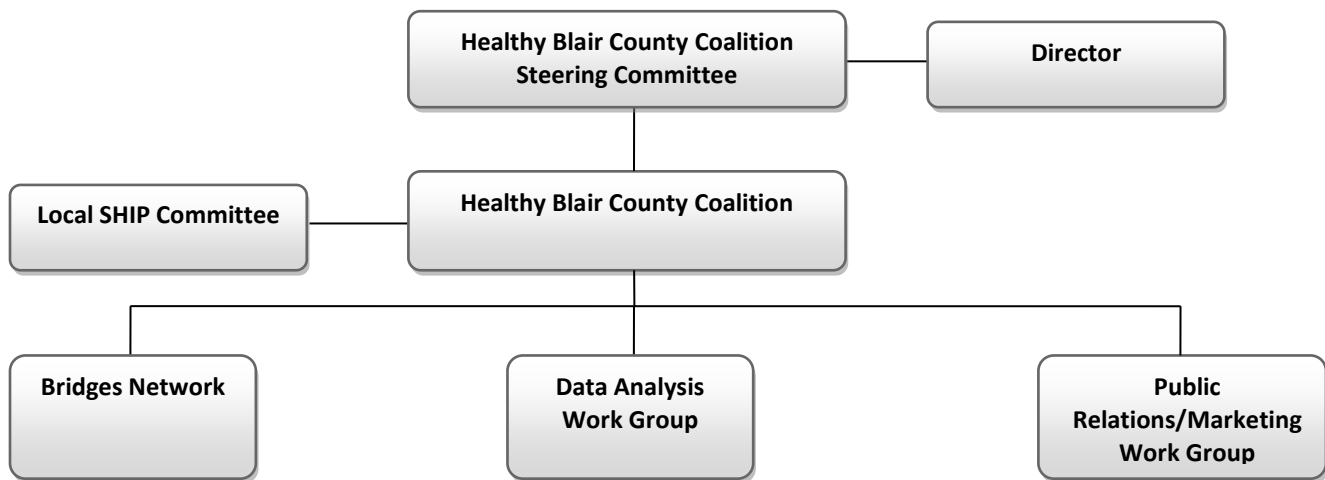 Healthy Blair County Coalition
Steering Committee
Director
Local SHIP Committee
Healthy Blair County Coalition
Bridges Network
Data Analysis
Work Group
Public
Relations/Marketing
Work Group